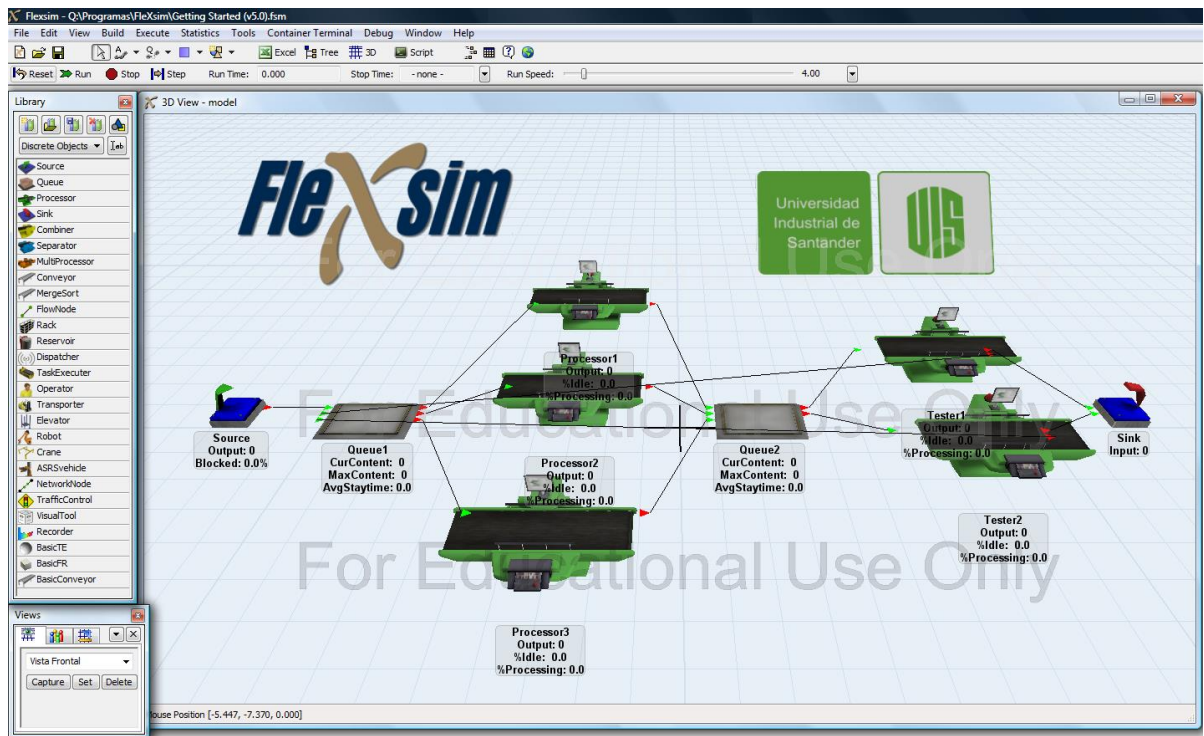 Flexsim - Q:\Programas\FleXsim\Getting Started (v5.0).fsm
File Edit View Build Execute Statistics Tools Container Terminal Debug Window Help
Excel Tree 3D Script
Reset Run Stop Step Run Time: 0.000 Stop Time: - none - Run Speed: 4.00
Library
Discrete Objects
Source
Queue
Processor
Sink
Combiner
Separator
MultiProcessor
Conveyor
MergeSort
FlowNode
Rack
Reservoir
Dispatcher
TaskExecuter
Operator
Transporter
Elevator
Robot
Crane
ASRSvehicle
NetworkNode
TrafficControl
VisualTool
Recorder
BasicTE
BasicFR
BasicConveyor
Views
Vista Frontal
Capture Set Delete
3D View - model
FleXsim
Universidad
Industrial de
Santander
UIS
Source
Output: 0
Blocked: 0.0%
Queue1
CurContent: 0
MaxContent: 0
AvgStaytime: 0.0
Processor1
Output: 0
%Idle: 0.0
%Processing: 0.0
Processor2
Output: 0
%Idle: 0.0
%Processing: 0.0
Processor3
Output: 0
%Idle: 0.0
%Processing: 0.0
Queue2
CurContent: 0
MaxContent: 0
AvgStaytime: 0.0
Tester1
Output: 0
%Idle: 0.0
%Processing: 0.0
Tester2
Output: 0
%Idle: 0.0
%Processing: 0.0
Sink
Input: 0
For Educational Use Only
For Educational Use Only
For Educational Use Only
Mouse Position [-5.447, -7.370, 0.000]